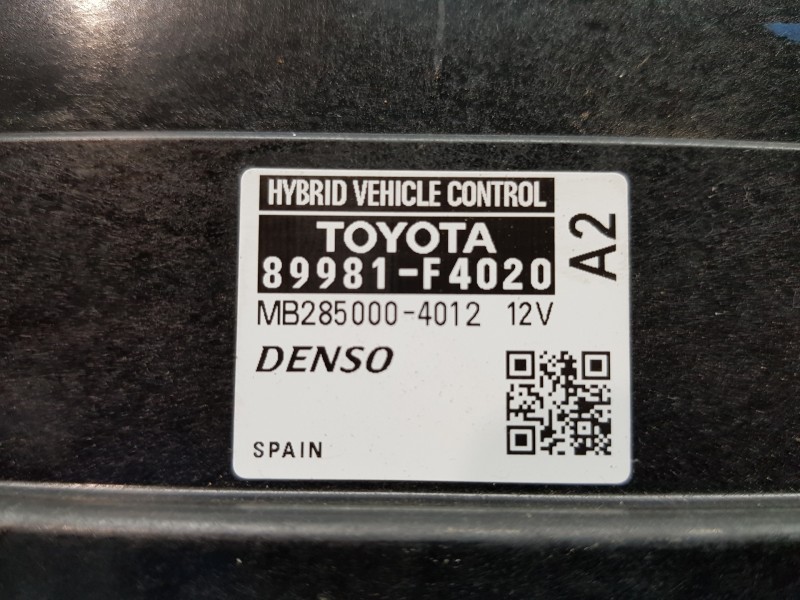 HYBRID VEHICLE CONTROL
TOYOTA
89981-F4020
A2
MB285000-4012 12V
DENSO
SPAIN